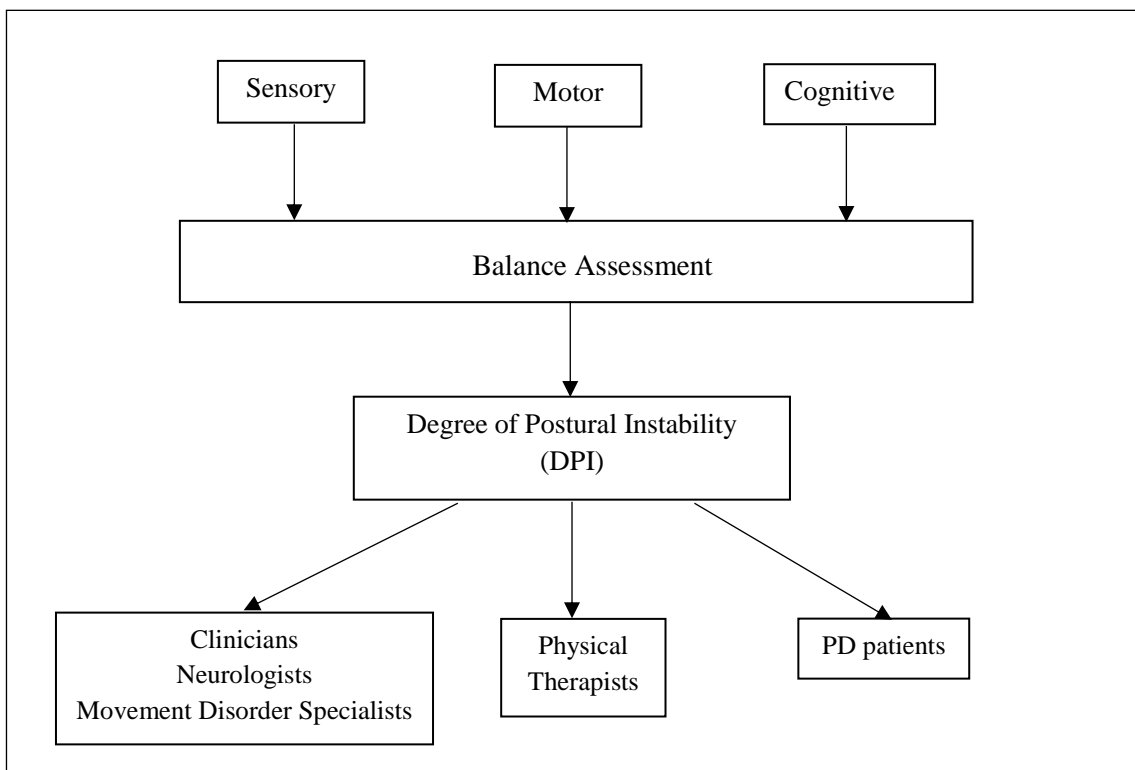 Sensory
Motor
Cognitive
Balance Assessment
Degree of Postural Instability
(DPI)
Clinicians
Neurologists
Movement Disorder Specialists
Physical
Therapists
PD patients